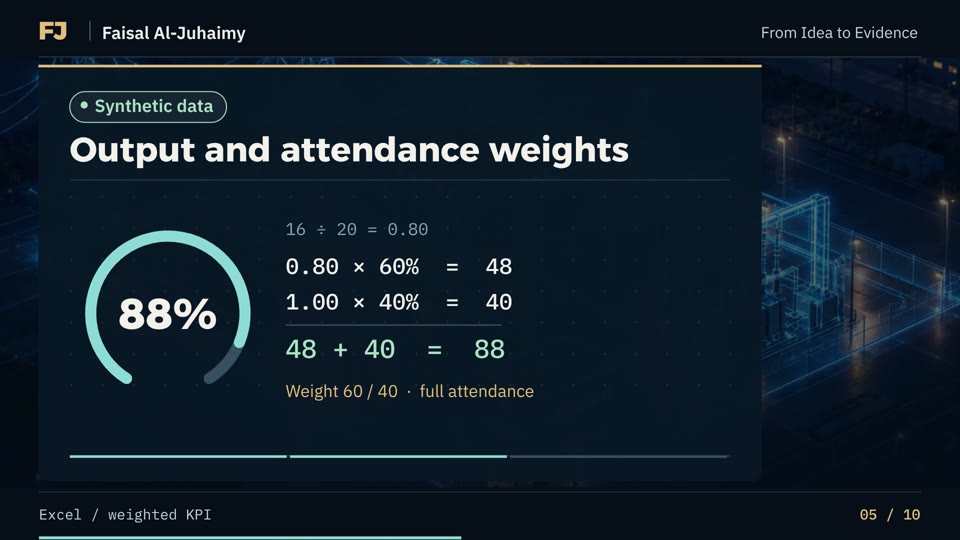 FJ | Faisal Al-Juhaimy
From Idea to Evidence
Synthetic data
Output and attendance weights
88%
16 ÷ 20 = 0.80
0.80 × 60% = 48
1.00 × 40% = 40
48 + 40 = 88
Weight 60 / 40 · full attendance
Excel / weighted KPI
05 / 10